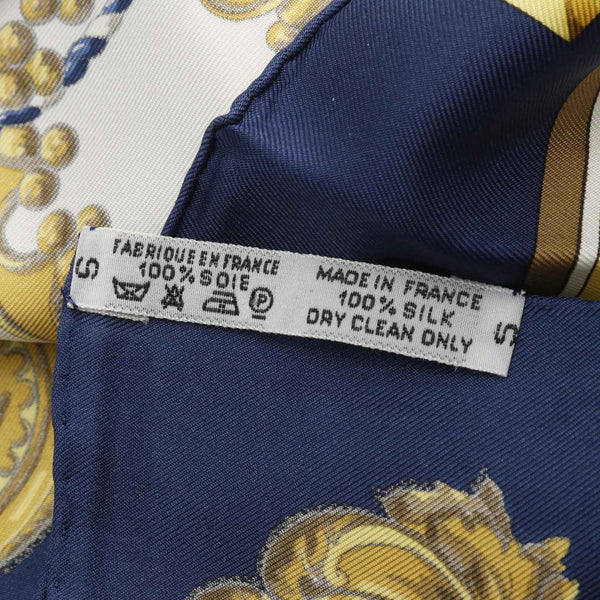 S
FABRIQUE EN FRANCE
100% SOIE
P
MADE IN FRANCE
100% SILK
DRY CLEAN ONLY
S